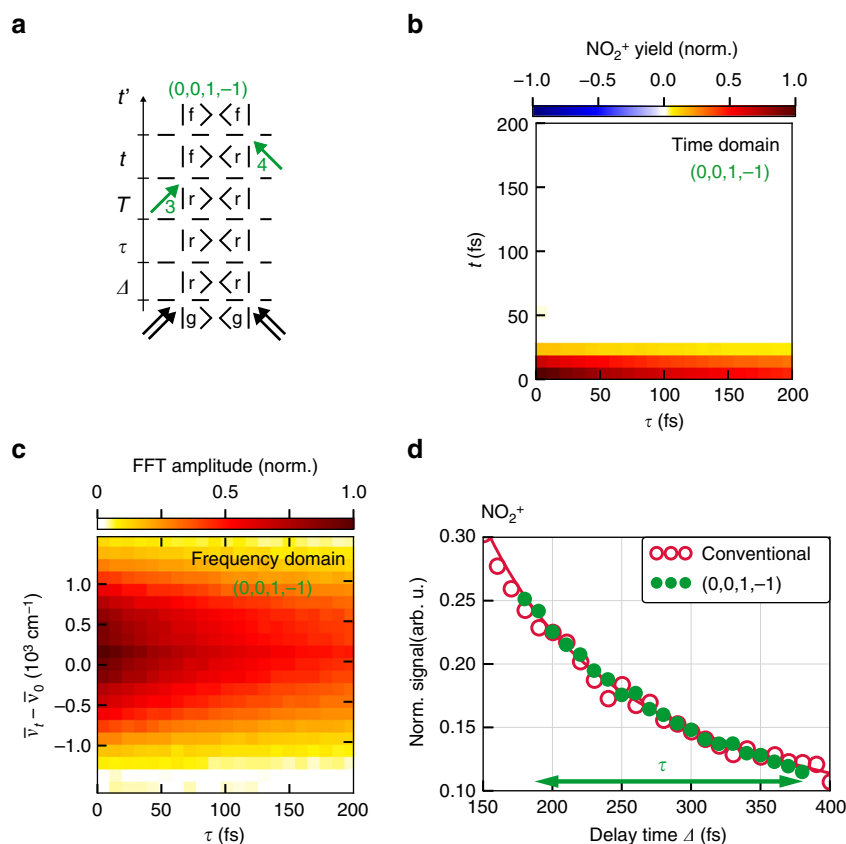 a
(0,0,1,−1)
t’
|f> <f|
t
|f> <r|
4
3
T
|r> <r|
τ
|r> <r|
Δ
|r> <r|
|g> <g|
b
NO₂⁺ yield (norm.)
−1.0 −0.5 0.0 0.5 1.0
200
150
100
50
0
t (fs)
Time domain
(0,0,1,−1)
0 50 100 150 200
τ (fs)
c
FFT amplitude (norm.)
0 0.5 1.0
Frequency domain
(0,0,1,−1)
1.0
0.5
0.0
−0.5
−1.0
ν̅t − ν̅0 (10³ cm⁻¹)
0 50 100 150 200
τ (fs)
d
NO₂⁺
0.30
0.25
0.20
0.15
0.10
Norm. signal(arb. u.)
Conventional
(0,0,1,−1)
τ
150 200 250 300 350 400
Delay time Δ (fs)